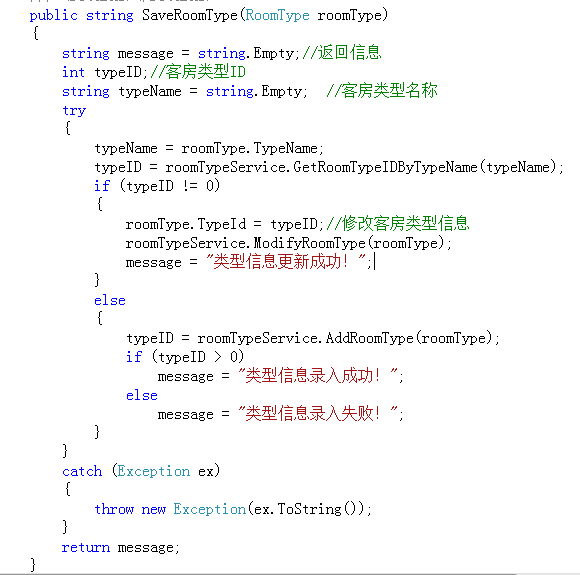 public string SaveRoomType(RoomType roomType)
{
string message = string.Empty;//返回信息
int typeID;//客房类型ID
string typeName = string.Empty;  //客房类型名称
try
{
typeName = roomType.TypeName;
typeID = roomTypeService.GetRoomTypeIDByTypeName(typeName);
if (typeID != 0)
{
roomType.TypeId = typeID;//修改客房类型信息
roomTypeService.ModifyRoomType(roomType);
message = "类型信息更新成功！";
}
else
{
typeID = roomTypeService.AddRoomType(roomType);
if (typeID > 0)
message = "类型信息录入成功！";
else
message = "类型信息录入失败！";
}
}
catch (Exception ex)
{
throw new Exception(ex.ToString());
}
return message;
}